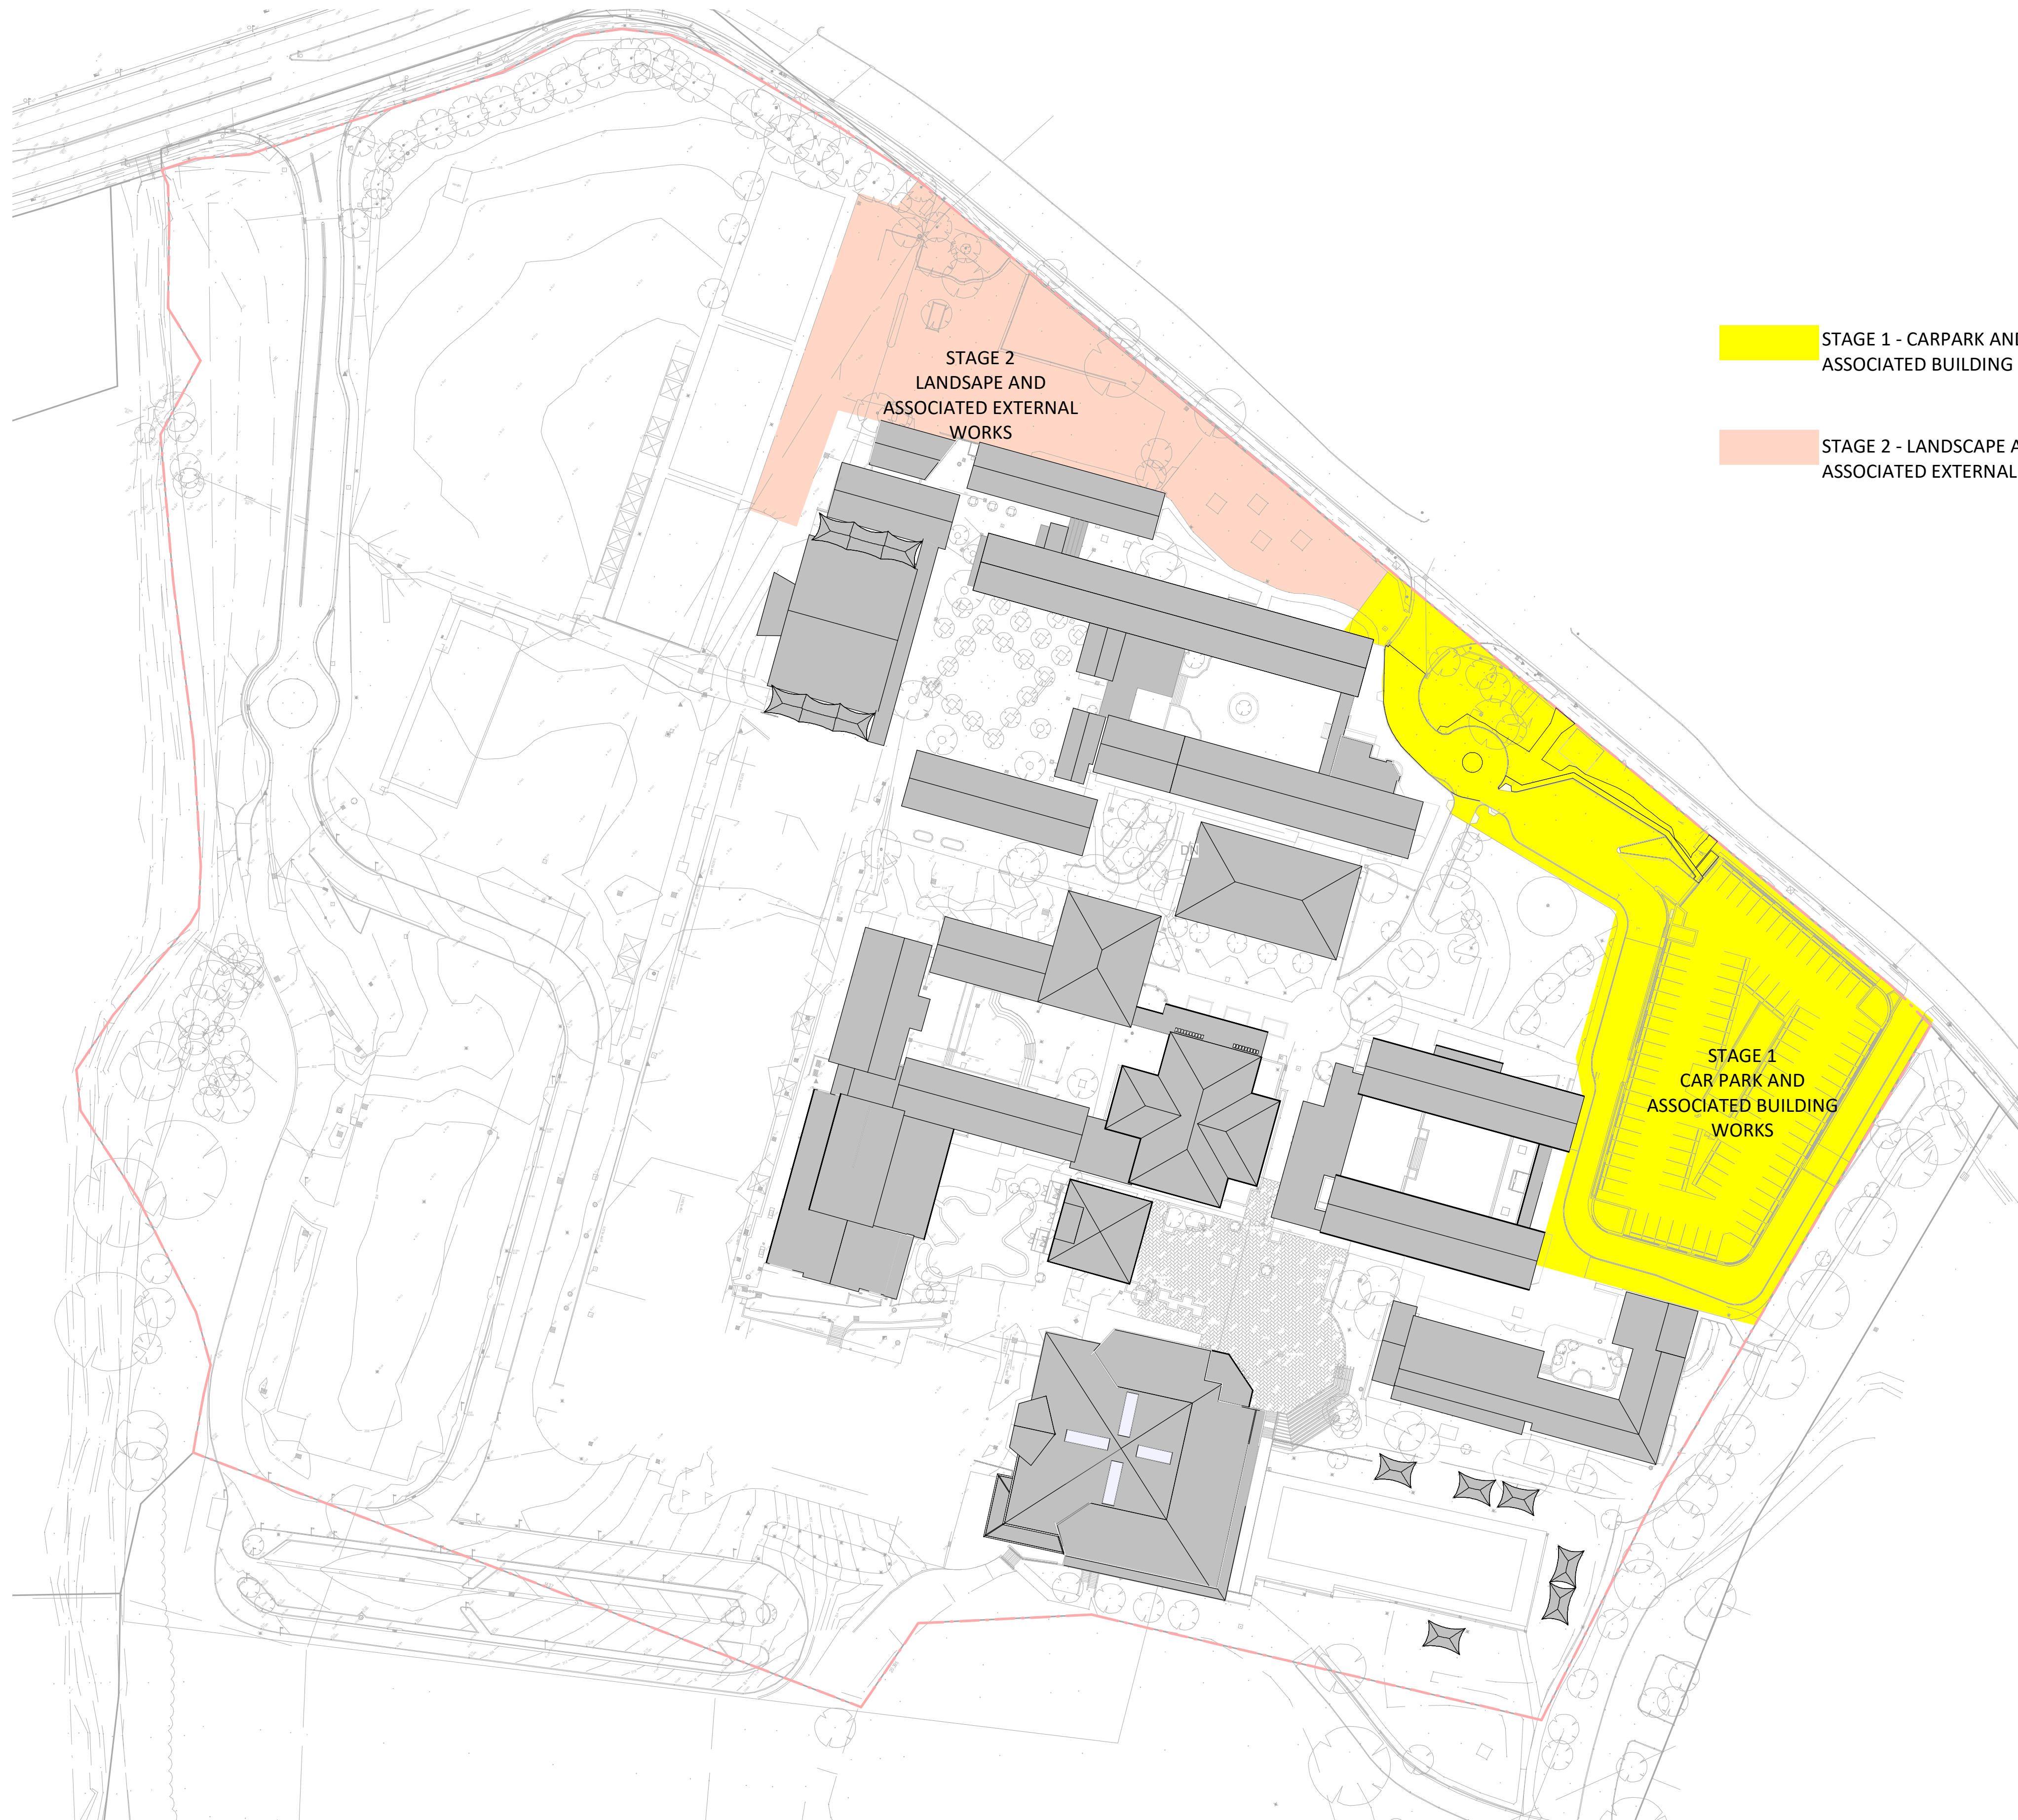 STAGE 2
LANDSAPE AND
ASSOCIATED EXTERNAL
WORKS
STAGE 1 - CARPARK AN
ASSOCIATED BUILDING
STAGE 2 - LANDSCAPE A
ASSOCIATED EXTERNAL
DN
STAGE 1
CAR PARK AND
ASSOCIATED BUILDING
WORKS